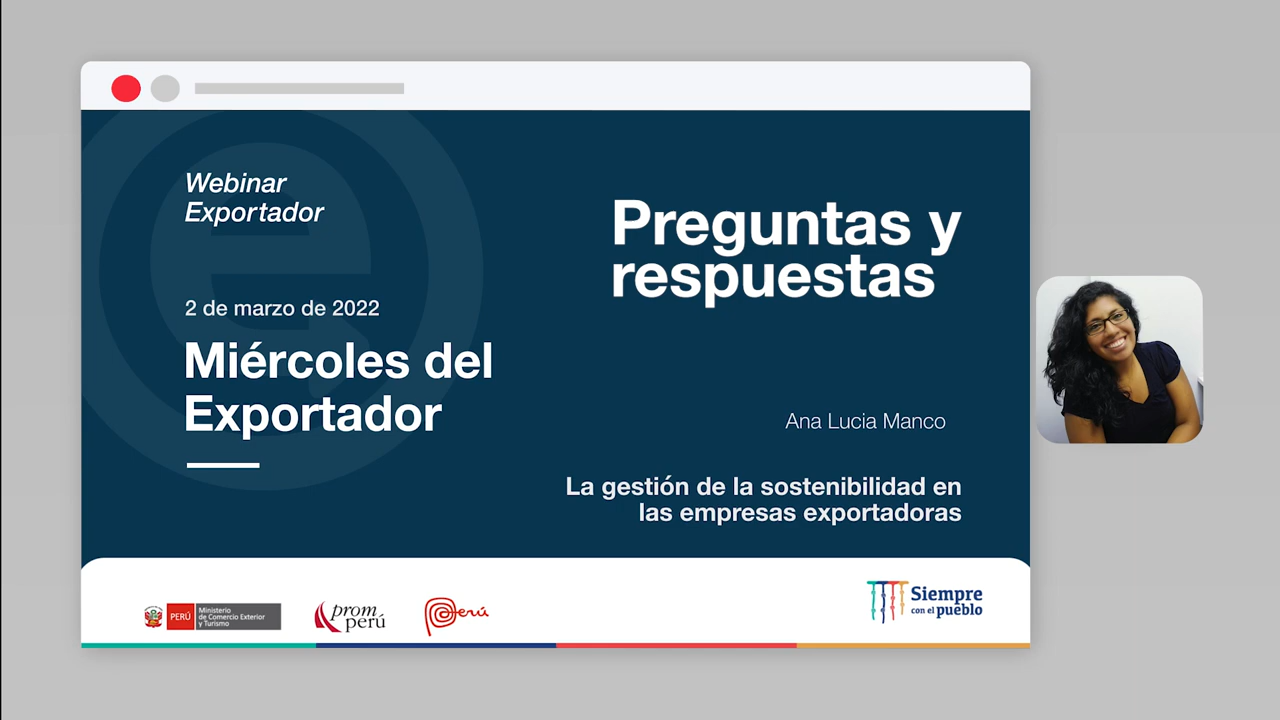 Webinar
Exportador
2 de marzo de 2022
Miércoles del
Exportador
Preguntas y
respuestas
Ana Lucia Manco
La gestión de la sostenibilidad en
las empresas exportadoras
PERÚ
Ministerio
de Comercio Exterior
y Turismo
prom
perú
Perú
Siempre
con el pueblo